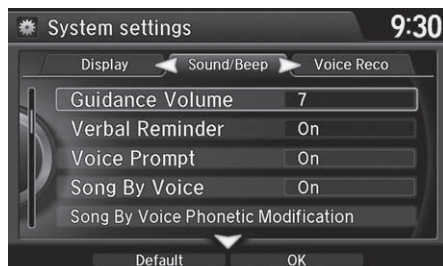 System settings 9:30
Display Sound/Beep Voice Reco
Guidance Volume 7
Verbal Reminder On
Voice Prompt On
Song By Voice On
Song By Voice Phonetic Modification
Default OK